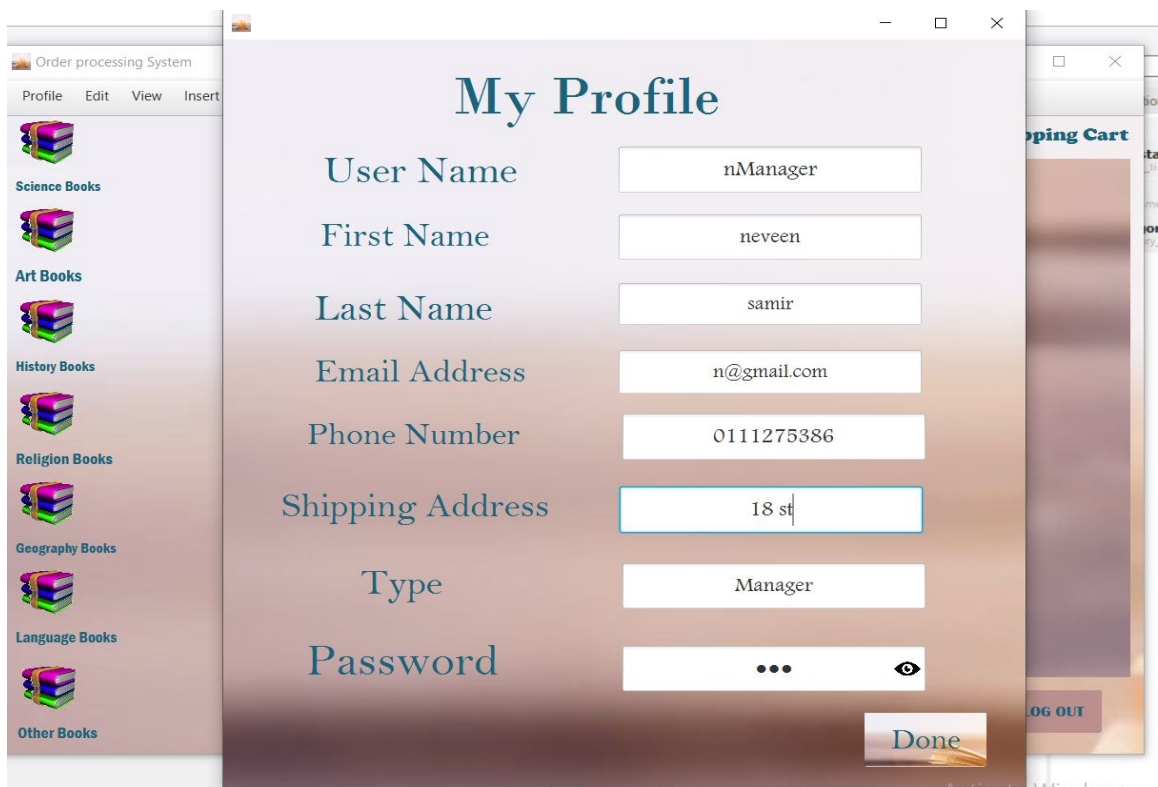 Order processing System
Profile Edit View Insert
Science Books
Art Books
History Books
Religion Books
Geography Books
Language Books
Other Books
My Profile
User Name nManager
First Name neveen
Last Name samir
Email Address n@gmail.com
Phone Number 0111275386
Shipping Address 18 st
Type Manager
Password •••
Done
pping Cart
OG OUT